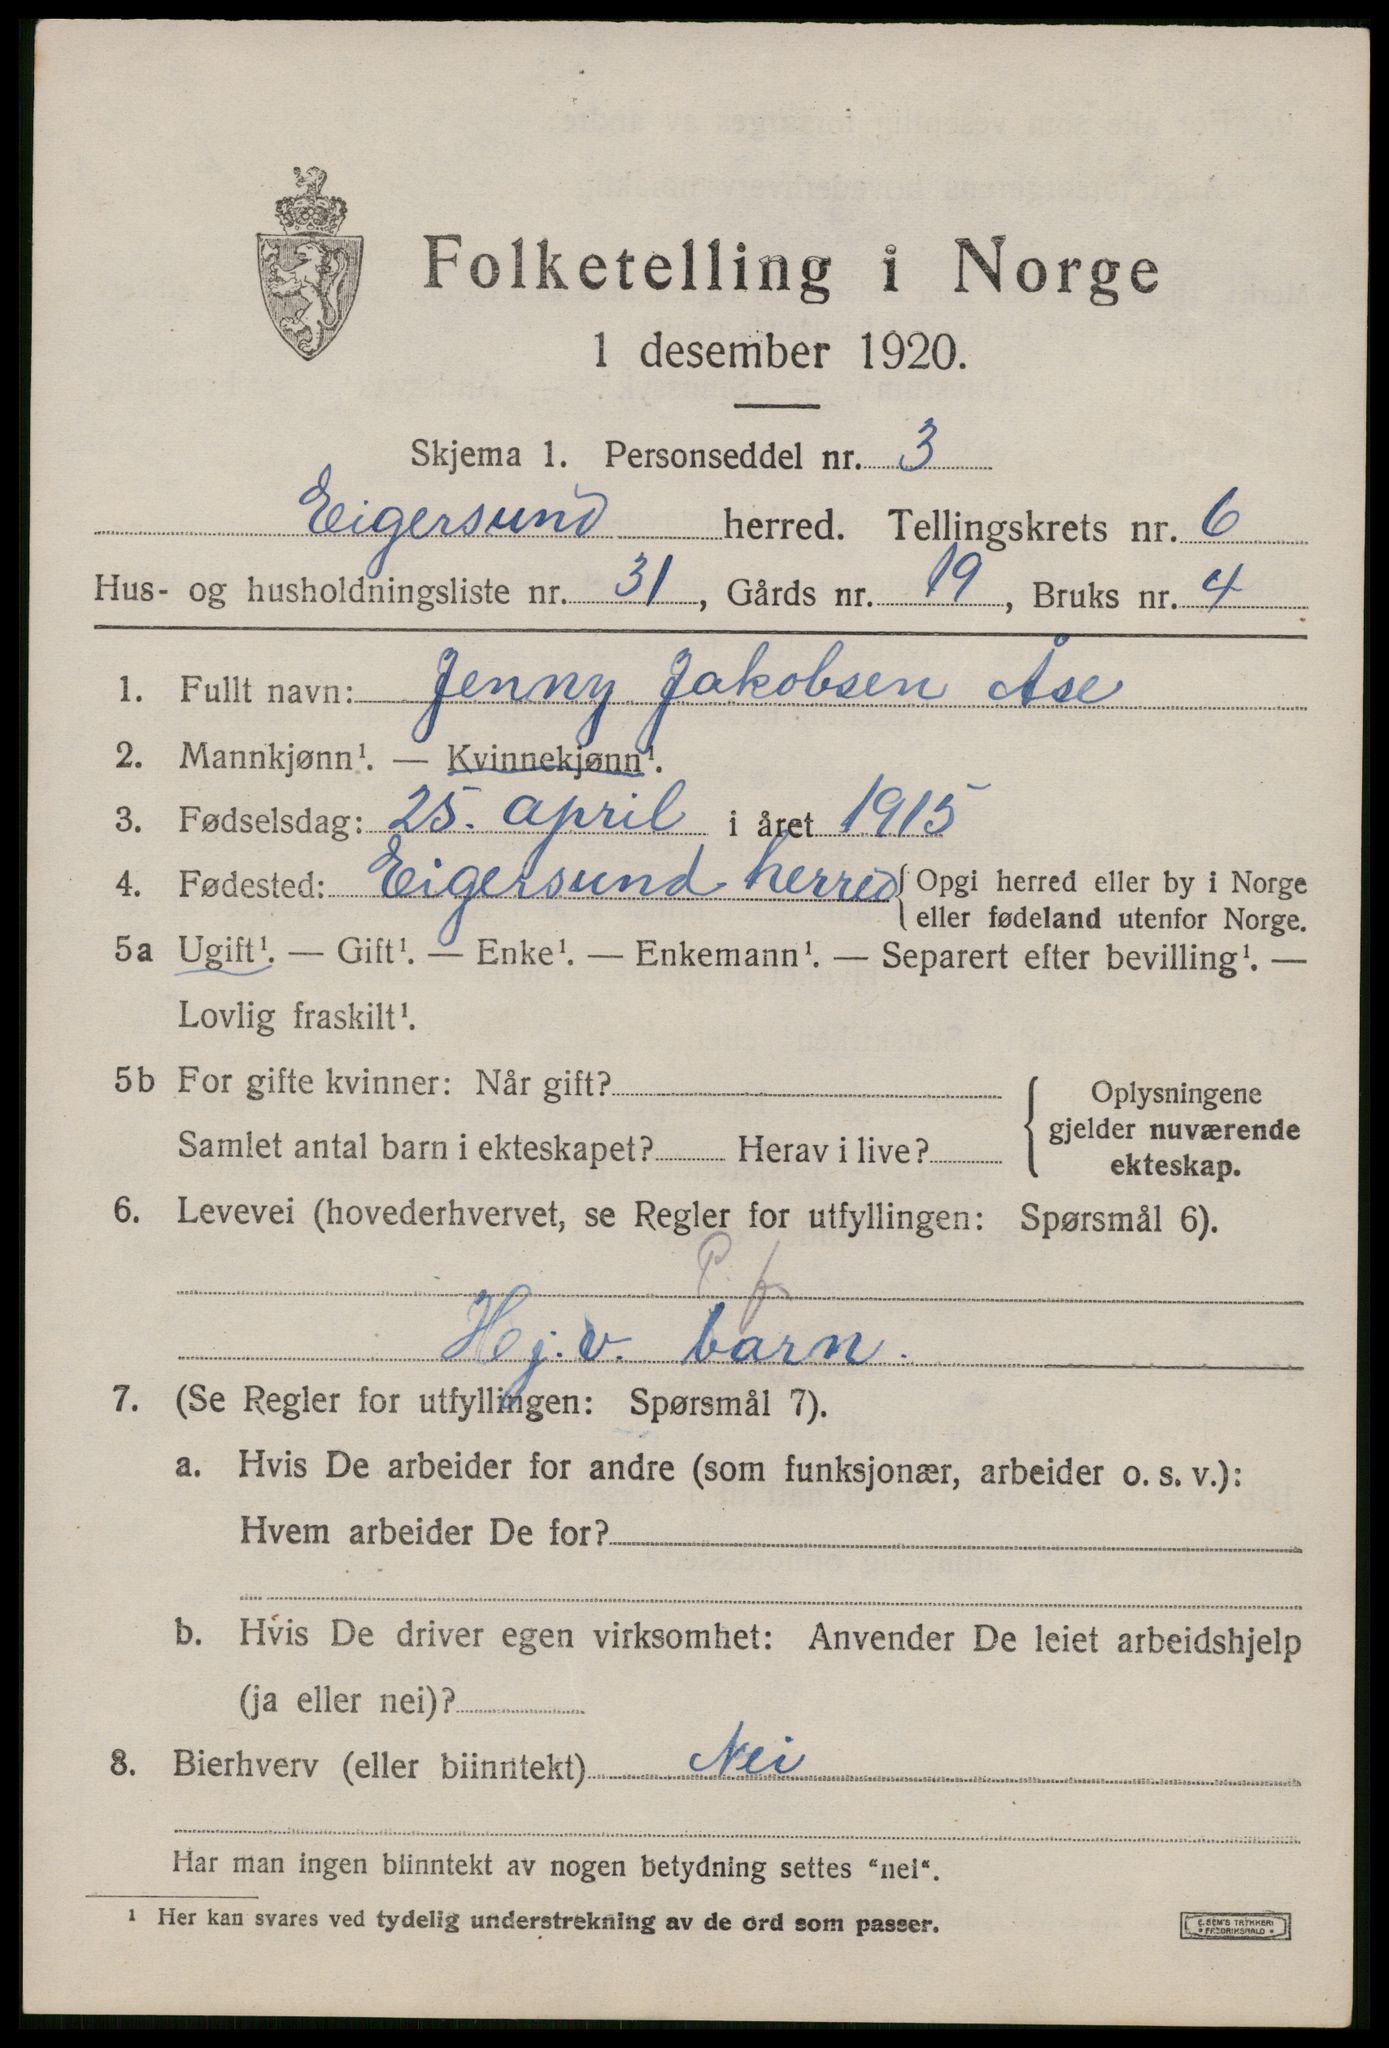 Folketelling i Norge
1 desember 1920.
Skjema 1. Personseddel nr. 3
Eigersund herred. Tellingskrets nr. 6
Hus- og husholdningsliste nr. 31, Gårds nr. 19, Bruks nr. 4
1. Fullt navn: Jenny Jakobsen Åse
2. Mannkjønn¹. — Kvinnekjønn¹.
3. Fødselsdag: 25. april i året 1915
4. Fødested: Eigersund herred { Opgi herred eller by i Norge
eller fødeland utenfor Norge.
5a Ugift¹. — Gift¹. — Enke¹. — Enkemann¹. — Separert efter bevilling¹. —
Lovlig fraskilt¹.
5b For gifte kvinner: Når gift?
Samlet antal barn i ekteskapet? Herav i live?
Oplysningene
gjelder nuværende
ekteskap.
6. Levevei (hovederhvervet, se Regler for utfyllingen: Spørsmål 6).
P. f
Hj. v. barn.
7. (Se Regler for utfyllingen: Spørsmål 7).
a. Hvis De arbeider for andre (som funksjonær, arbeider o. s. v.):
Hvem arbeider De for?
b. Hvis De driver egen virksomhet: Anvender De leiet arbeidshjelp
(ja eller nei)?
8. Bierhverv (eller biinntekt) Nei
Har man ingen biinntekt av nogen betydning settes “nei“.
¹ Her kan svares ved tydelig understrekning av de ord som passer.
E. SEM'S TRYKKERI
FREDRIKSHALD